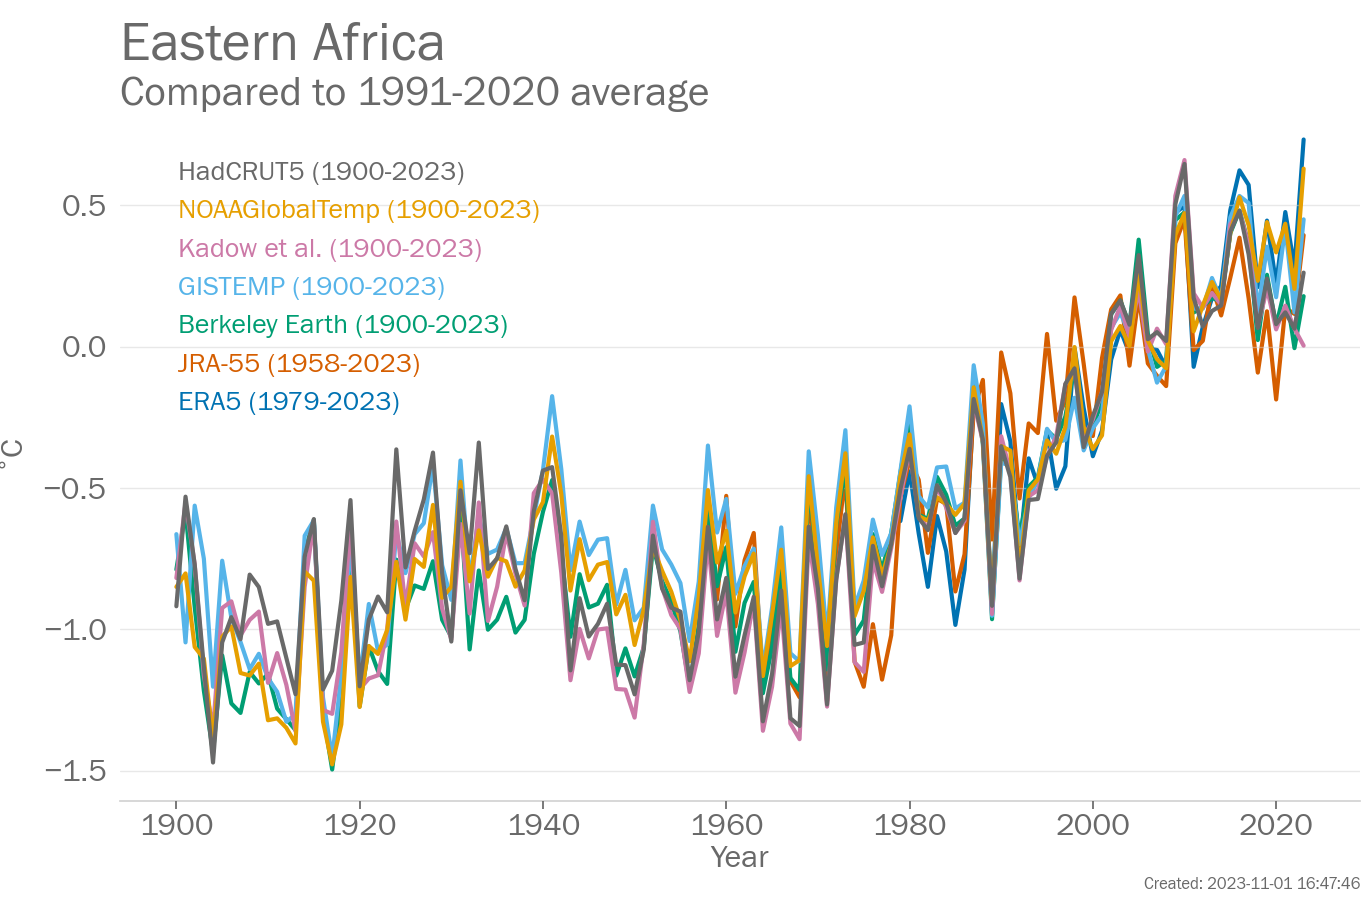 Eastern Africa
Compared to 1991-2020 average
HadCRUT5 (1900-2023)
NOAAGlobalTemp (1900-2023)
Kadow et al. (1900-2023)
GISTEMP (1900-2023)
Berkeley Earth (1900-2023)
JRA-55 (1958-2023)
ERA5 (1979-2023)
°C
0.5
0.0
−0.5
−1.0
−1.5
1900 1920 1940 1960 1980 2000 2020
Year
Created: 2023-11-01 16:47:46